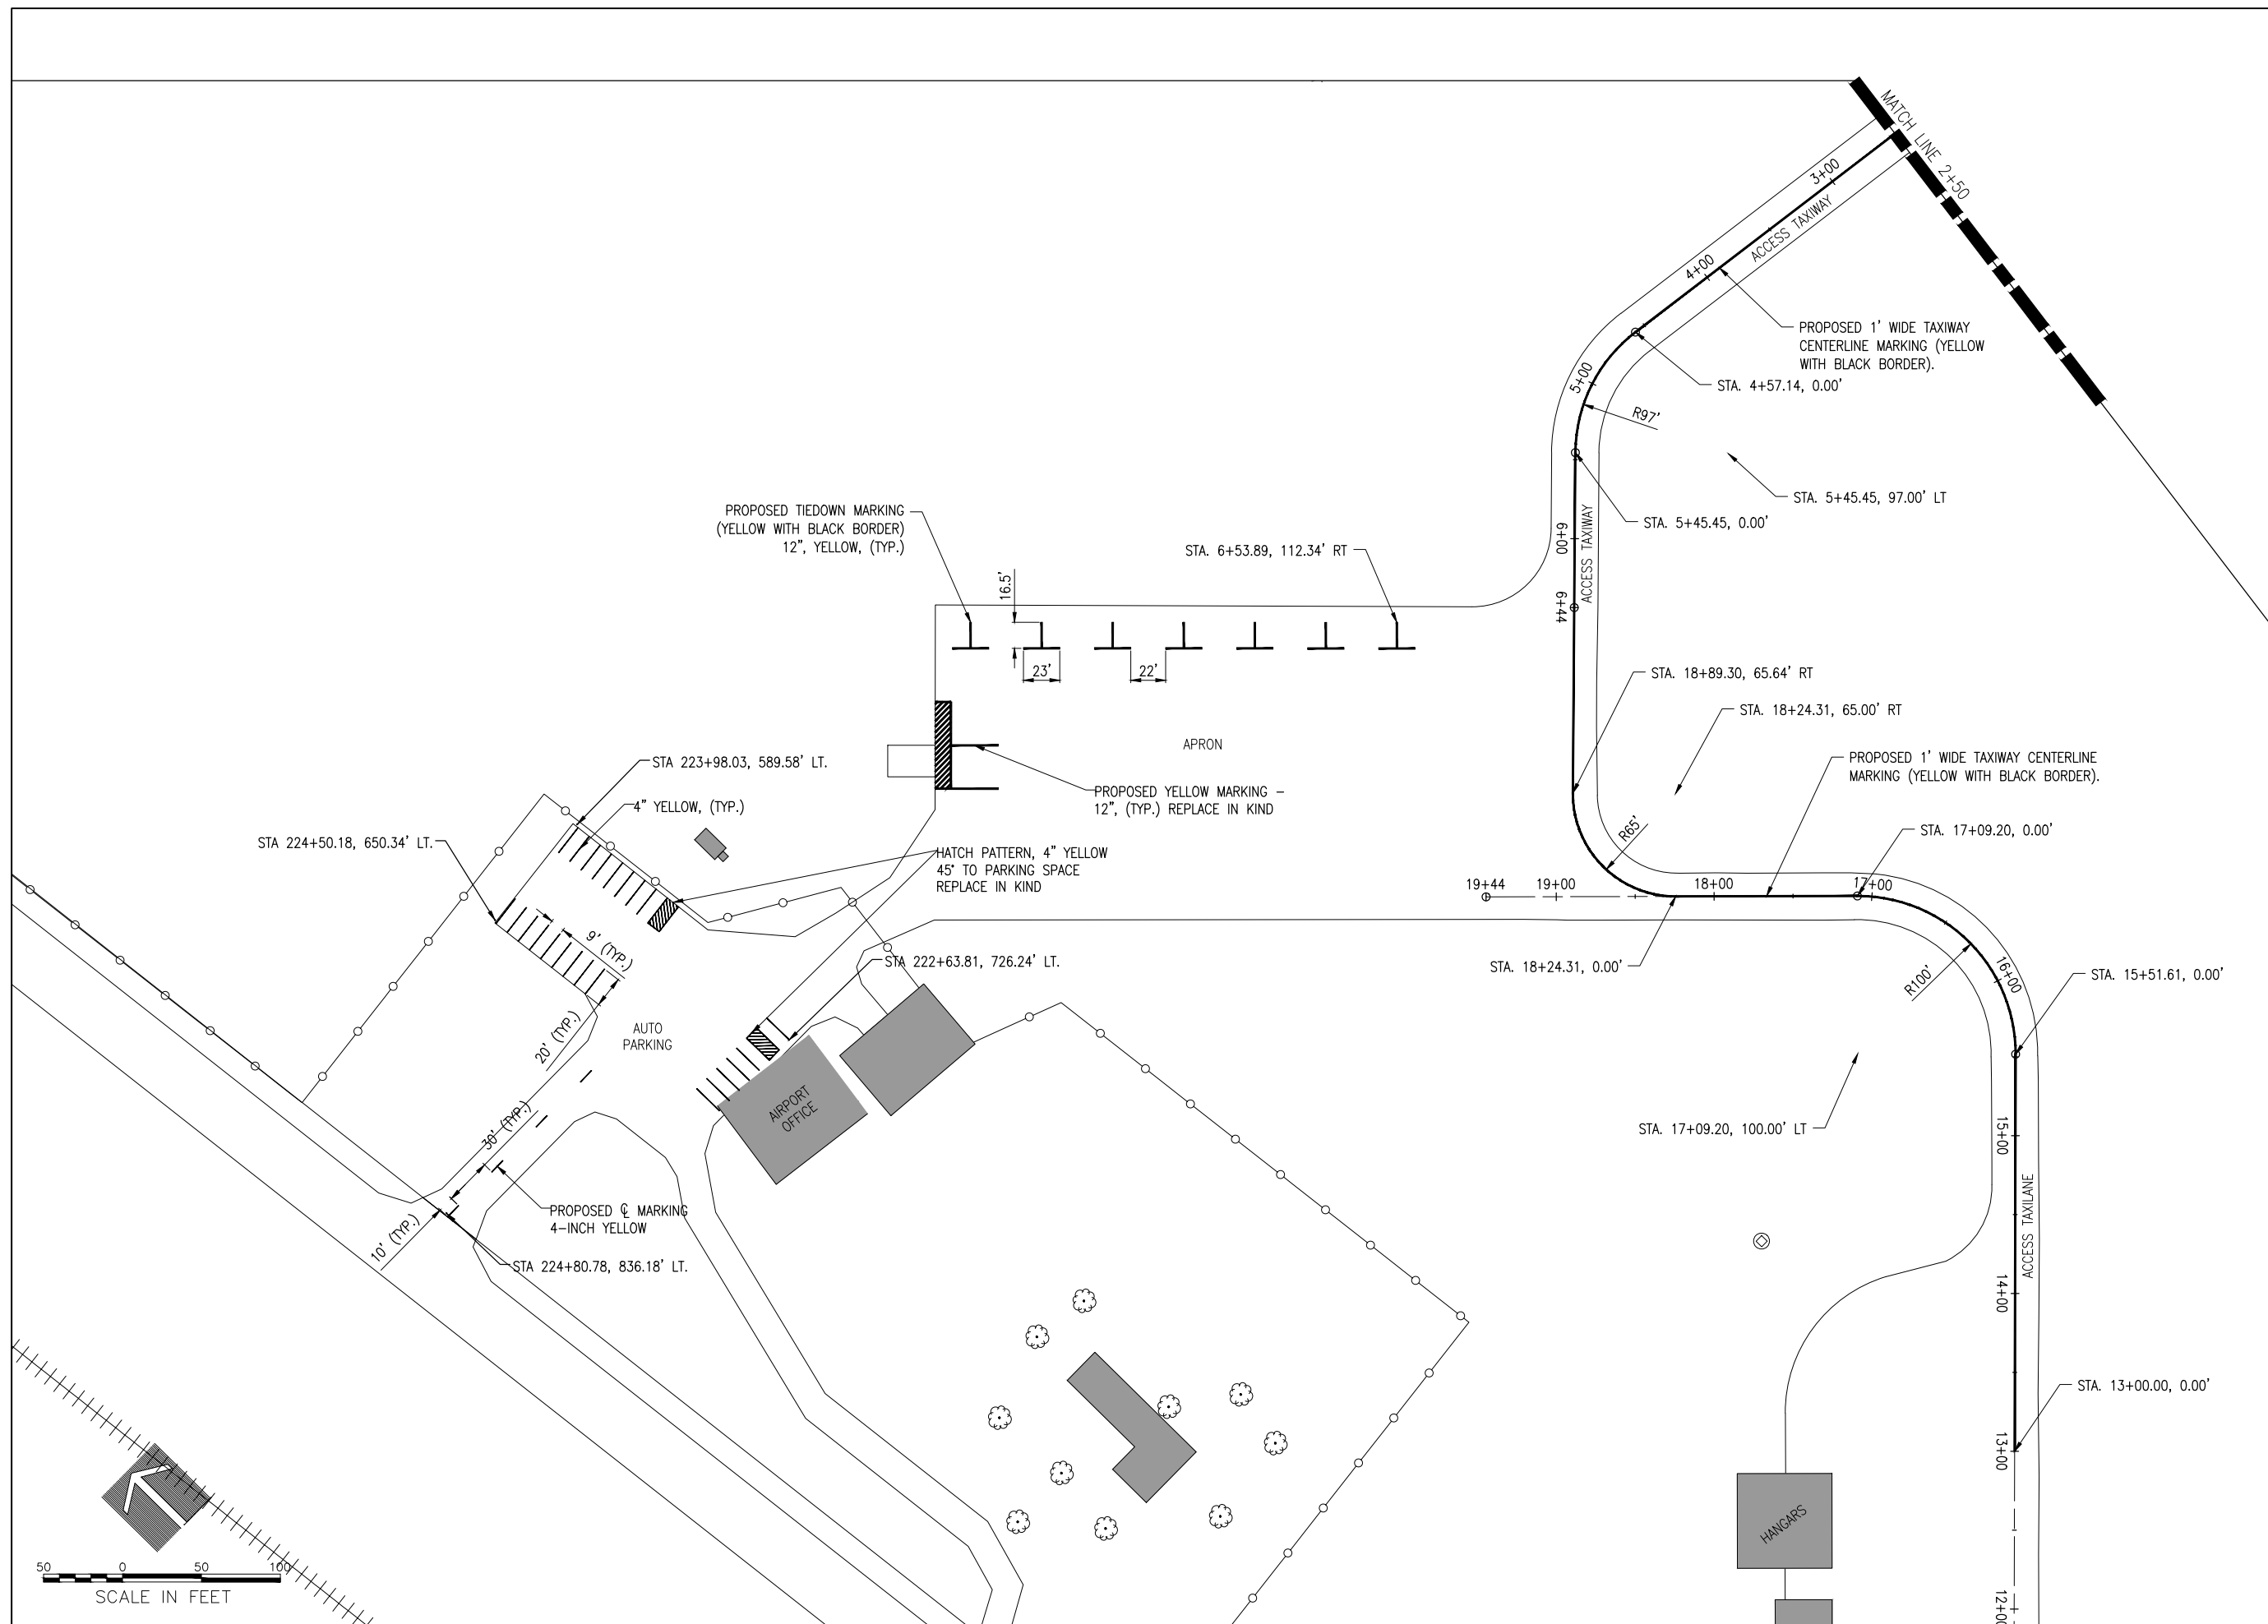 MATCH LINE 2+50
3+00
ACCESS TAXIWAY
4+00
PROPOSED 1' WIDE TAXIWAY
CENTERLINE MARKING (YELLOW
WITH BLACK BORDER).
STA. 4+57.14, 0.00'
5+00
R97'
STA. 5+45.45, 97.00' LT
STA. 5+45.45, 0.00'
PROPOSED TIEDOWN MARKING
(YELLOW WITH BLACK BORDER)
12", YELLOW, (TYP.)
STA. 6+53.89, 112.34' RT
6+00
ACCESS TAXIWAY
6+44
16.5'
23'
22'
STA. 18+89.30, 65.64' RT
STA. 18+24.31, 65.00' RT
APRON
PROPOSED 1' WIDE TAXIWAY CENTERLINE
MARKING (YELLOW WITH BLACK BORDER).
STA 223+98.03, 589.58' LT.
PROPOSED YELLOW MARKING –
12", (TYP.) REPLACE IN KIND
4" YELLOW, (TYP.)
STA 224+50.18, 650.34' LT.
R65'
STA. 17+09.20, 0.00'
HATCH PATTERN, 4" YELLOW
45° TO PARKING SPACE
REPLACE IN KIND
19+44
19+00
18+00
17+00
9' (TYP.)
STA 222+63.81, 726.24' LT.
STA. 18+24.31, 0.00'
R100'
16+00
STA. 15+51.61, 0.00'
20' (TYP.)
AUTO
PARKING
AIRPORT
OFFICE
30' (TYP.)
STA. 17+09.20, 100.00' LT
15+00
ACCESS TAXILANE
PROPOSED ℄ MARKING
4–INCH YELLOW
10' (TYP.)
STA 224+80.78, 836.18' LT.
14+00
STA. 13+00.00, 0.00'
13+00
HANGARS
50 0 50 100
SCALE IN FEET
12+00